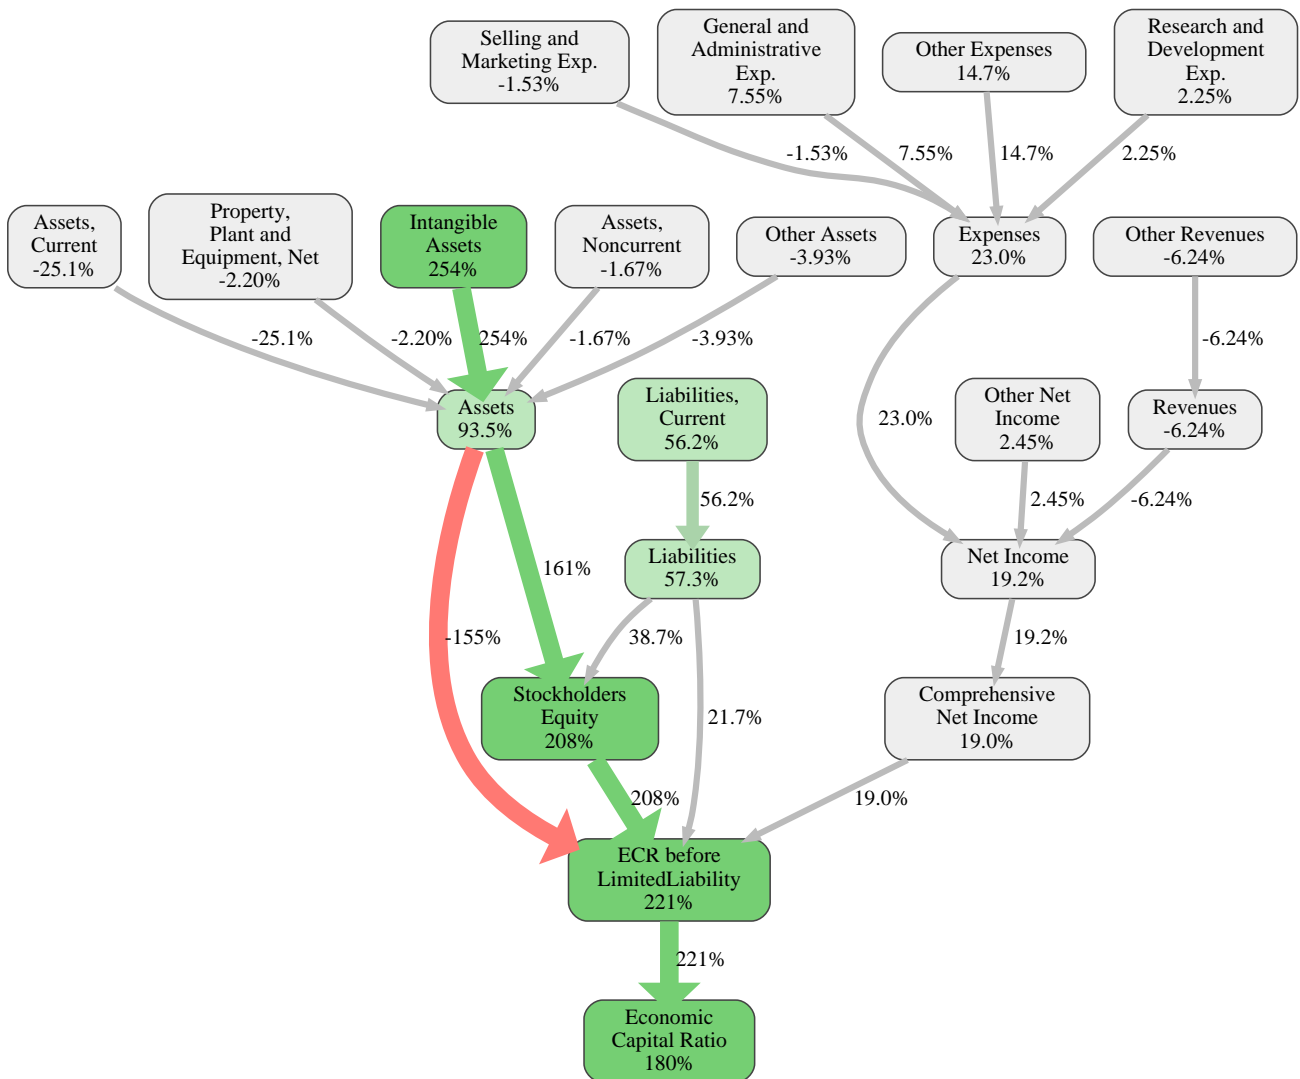 Selling and
Marketing Exp.
-1.53%
General and
Administrative
Exp.
7.55%
Other Expenses
14.7%
Research and
Development
Exp.
2.25%
-1.53%
7.55%
14.7%
2.25%
Assets,
Current
-25.1%
Property,
Plant and
Equipment, Net
-2.20%
Intangible
Assets
254%
Assets,
Noncurrent
-1.67%
Other Assets
-3.93%
Expenses
23.0%
Other Revenues
-6.24%
-25.1%
-2.20%
254%
-1.67%
-3.93%
-6.24%
Assets
93.5%
Liabilities,
Current
56.2%
23.0%
Other Net
Income
2.45%
Revenues
-6.24%
56.2%
2.45%
-6.24%
161%
Liabilities
57.3%
Net Income
19.2%
-155%
38.7%
19.2%
Stockholders
Equity
208%
21.7%
Comprehensive
Net Income
19.0%
208%
19.0%
ECR before
LimitedLiability
221%
221%
Economic
Capital Ratio
180%